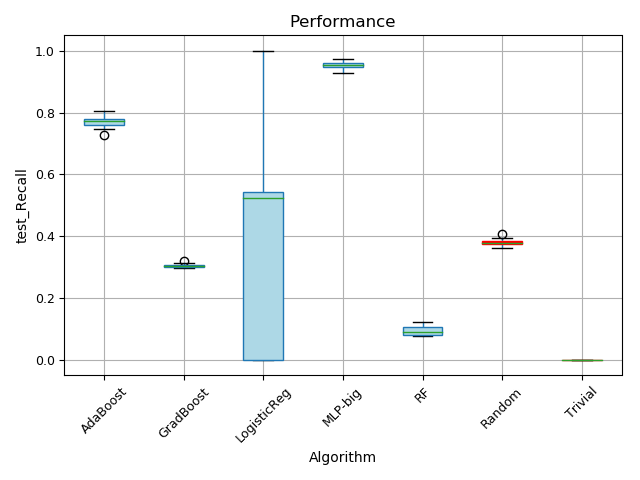 Performance
test_Recall
1.0
0.8
0.6
0.4
0.2
0.0
AdaBoost
GradBoost
LogisticReg
MLP-big
RF
Random
Trivial
Algorithm